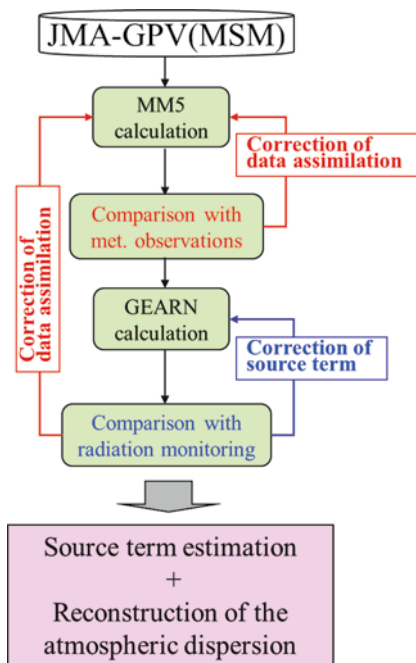 JMA-GPV(MSM)
MM5
calculation
Correction of
data assimilation
Comparison with
met. observations
Correction of
data assimilation
GEARN
calculation
Correction of
source term
Comparison with
radiation monitoring
Source term estimation
+
Reconstruction of the
atmospheric dispersion